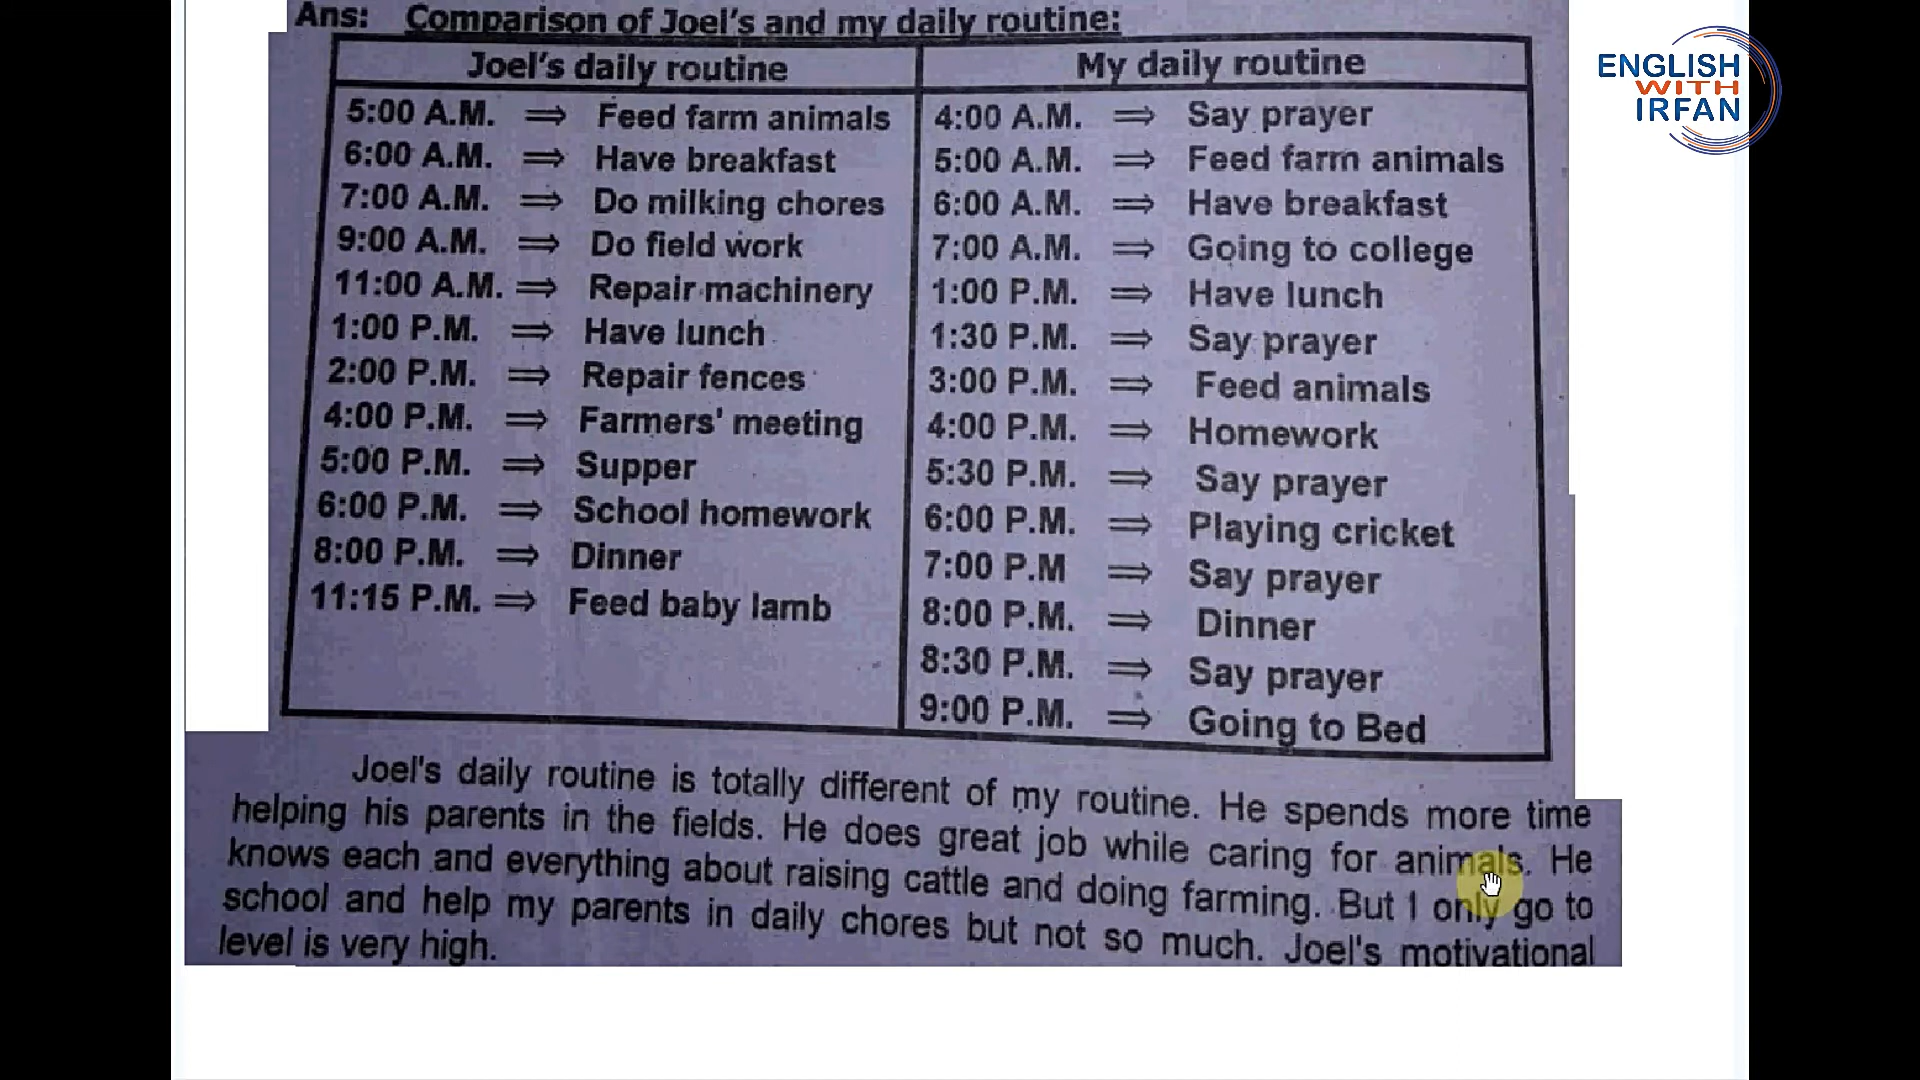 Ans: Comparison of Joel's and my daily routine:
ENGLISH
WITH
IRFAN
Joel's daily routine
5:00 A.M. ⇒ Feed farm animals
6:00 A.M. ⇒ Have breakfast
7:00 A.M. ⇒ Do milking chores
9:00 A.M. ⇒ Do field work
11:00 A.M. ⇒ Repair machinery
1:00 P.M. ⇒ Have lunch
2:00 P.M. ⇒ Repair fences
4:00 P.M. ⇒ Farmers' meeting
5:00 P.M. ⇒ Supper
6:00 P.M. ⇒ School homework
8:00 P.M. ⇒ Dinner
11:15 P.M. ⇒ Feed baby lamb
My daily routine
4:00 A.M. ⇒ Say prayer
5:00 A.M. ⇒ Feed farm animals
6:00 A.M. ⇒ Have breakfast
7:00 A.M. ⇒ Going to college
1:00 P.M. ⇒ Have lunch
1:30 P.M. ⇒ Say prayer
3:00 P.M. ⇒ Feed animals
4:00 P.M. ⇒ Homework
5:30 P.M. ⇒ Say prayer
6:00 P.M. ⇒ Playing cricket
7:00 P.M ⇒ Say prayer
8:00 P.M. ⇒ Dinner
8:30 P.M. ⇒ Say prayer
9:00 P.M. ⇒ Going to Bed
Joel's daily routine is totally different of my routine. He spends more time
helping his parents in the fields. He does great job while caring for animals. He
knows each and everything about raising cattle and doing farming. But I only go to
school and help my parents in daily chores but not so much. Joel's motivational
level is very high.